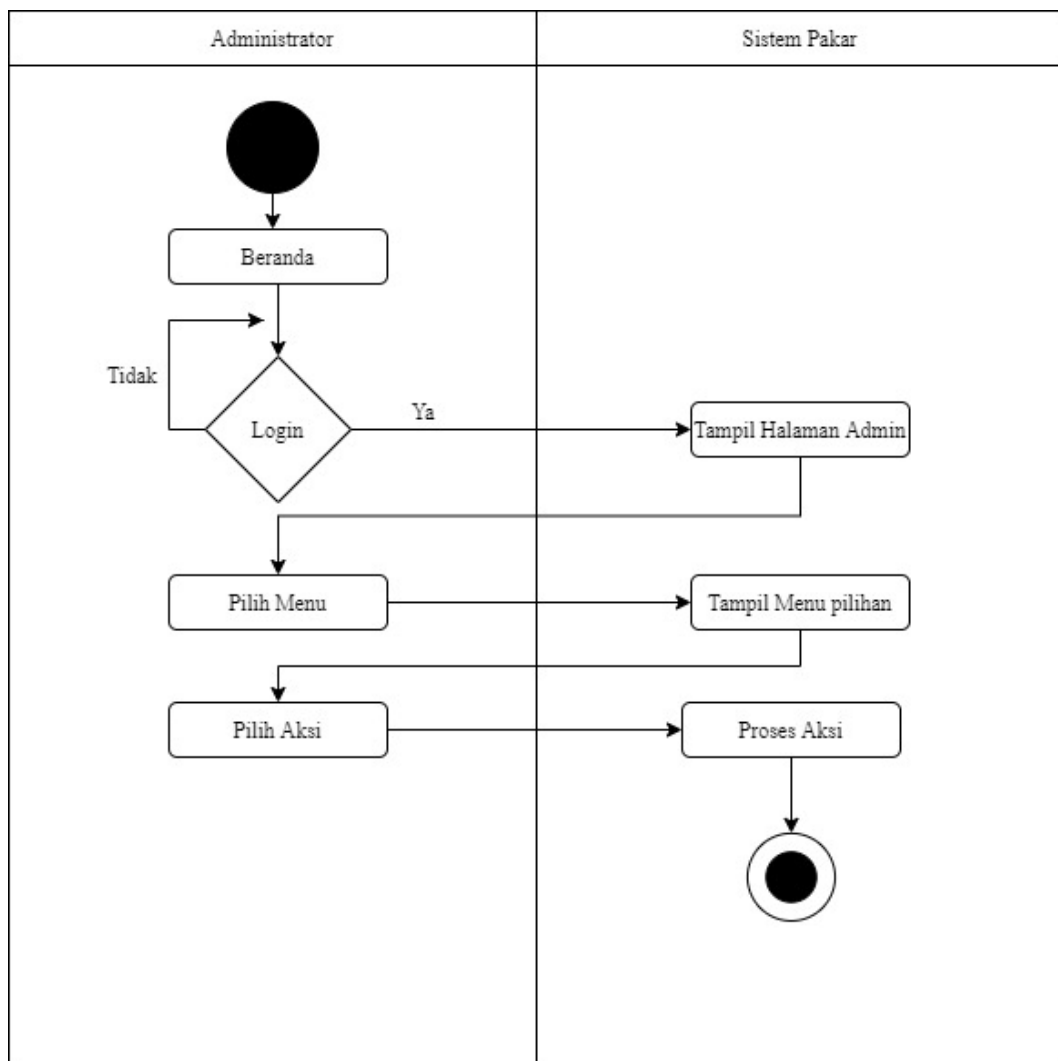 Administrator
Sistem Pakar
Beranda
Tidak
Login
Ya
Tampil Halaman Admin
Pilih Menu
Tampil Menu pilihan
Pilih Aksi
Proses Aksi